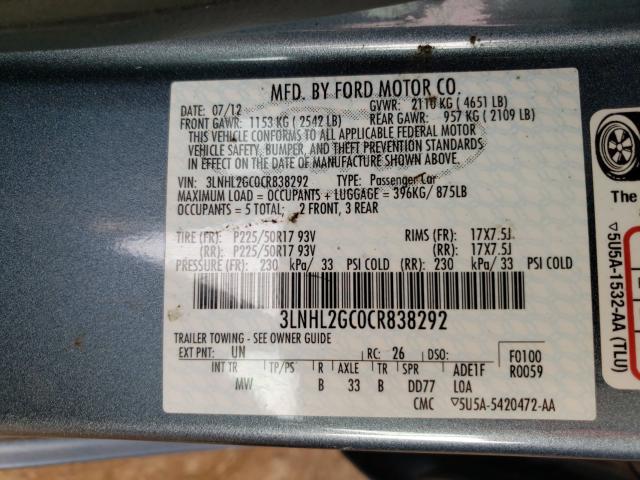 MFD. BY FORD MOTOR CO.
DATE: 07/12 GVWR: 2110 KG ( 4651 LB)
FRONT GAWR: 1153 KG ( 2542 LB) REAR GAWR: 957 KG ( 2109 LB)
THIS VEHICLE CONFORMS TO ALL APPLICABLE FEDERAL MOTOR
VEHICLE SAFETY, BUMPER, AND THEFT PREVENTION STANDARDS
IN EFFECT ON THE DATE OF MANUFACTURE SHOWN ABOVE.
VIN: 3LNHL2GC0CR838292 TYPE: Passenger Car
MAXIMUM LOAD = OCCUPANTS + LUGGAGE = 396KG/ 875LB
OCCUPANTS = 5 TOTAL: 2 FRONT, 3 REAR
TIRE (FR): P225/50R17 93V RIMS (FR): 17X7.5J
(RR): P225/50R17 93V (RR): 17X7.5J
PRESSURE (FR): 230 kPa/ 33 PSI COLD (RR): 230 kPa/ 33 PSI COLD
3LNHL2GC0CR838292
TRAILER TOWING - SEE OWNER GUIDE
EXT PNT: UN RC: 26 DSO: F0100
INT TR TP/PS R AXLE TR SPR ADE1F R0059
MW B 33 B DD77 L0A
CMC ▽5U5A-5420472-AA
The
▽5U5A-1532-AA (TLU)